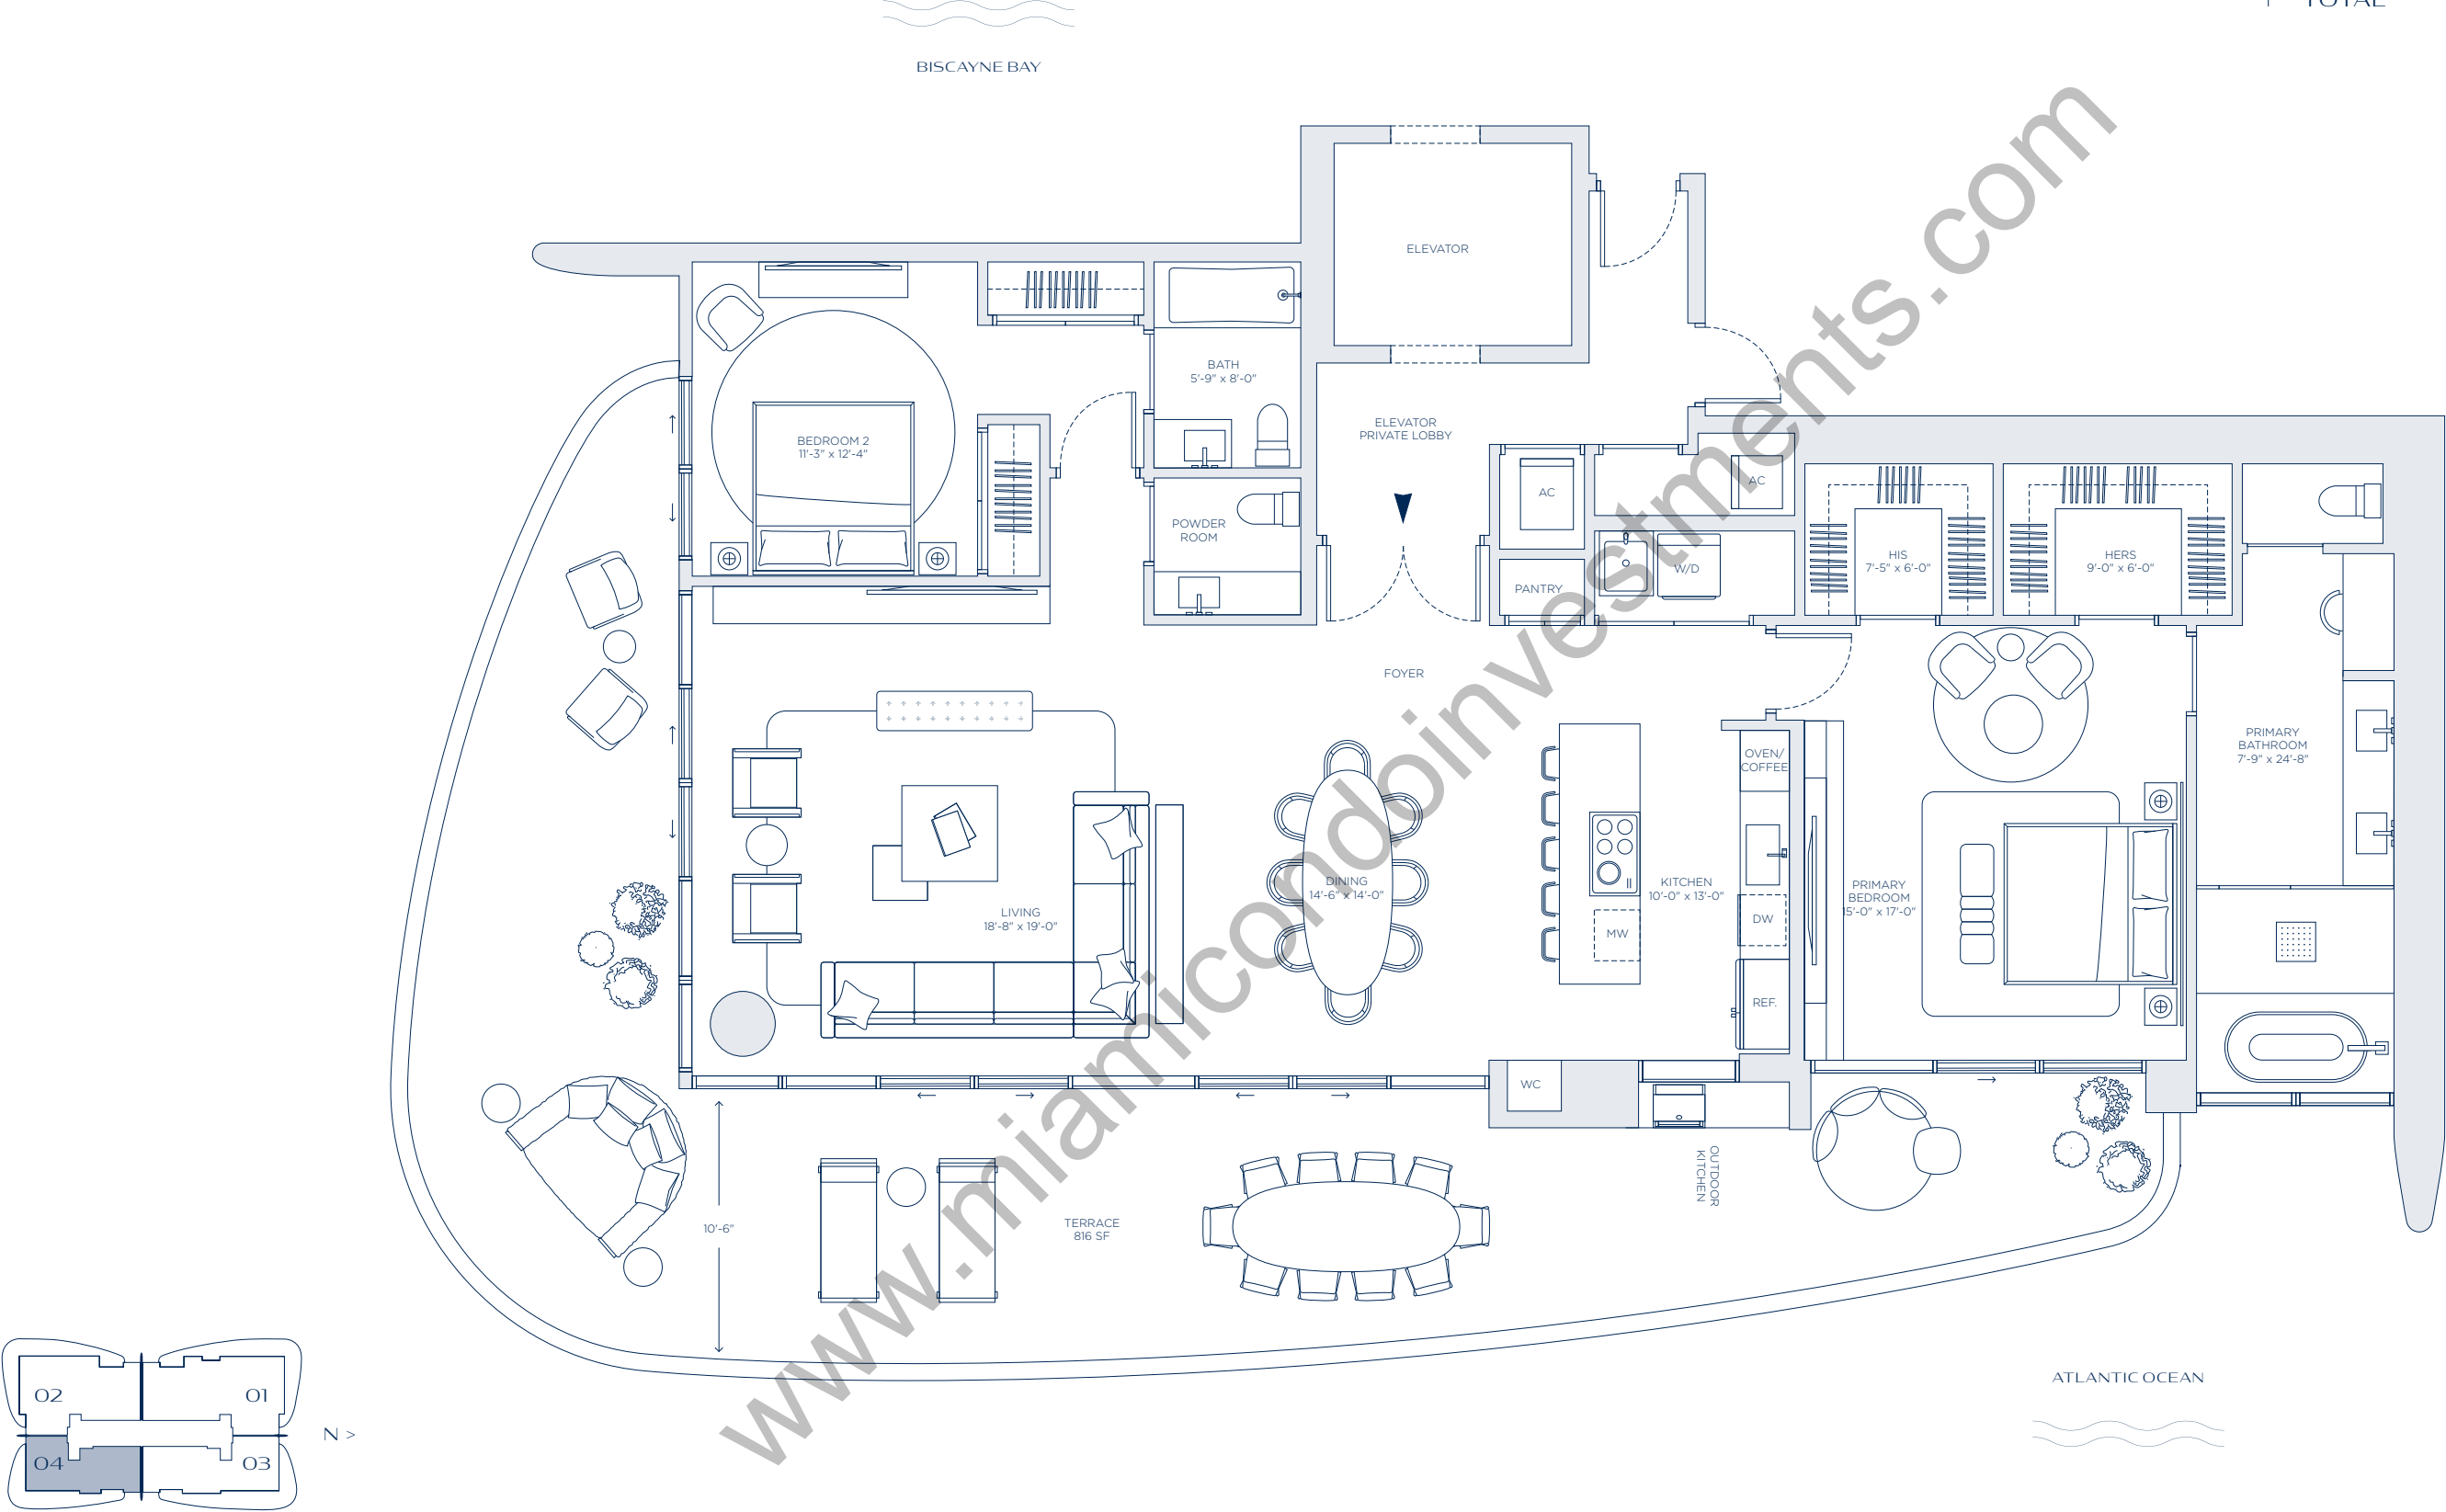 TOTAL
BISCAYNE BAY
ELEVATOR
BATH
5'-9" x 8'-0"
ELEVATOR
PRIVATE LOBBY
BEDROOM 2
11'-3" x 12'-4"
AC
AC
POWDER
ROOM
HIS
7'-5" x 6'-0"
HERS
9'-0" x 6'-0"
W/D
PANTRY
FOYER
OVEN/
COFFEE
PRIMARY
BATHROOM
7'-9" x 24'-8"
DINING
14'-6" x 14'-0"
KITCHEN
10'-0" x 13'-0"
PRIMARY
BEDROOM
15'-0" x 17'-0"
LIVING
18'-8" x 19'-0"
DW
MW
REF.
WC
OUTDOOR
KITCHEN
10'-6"
TERRACE
816 SF
www.miamicondoinvestments.com
ATLANTIC OCEAN
02
01
N >
04
03